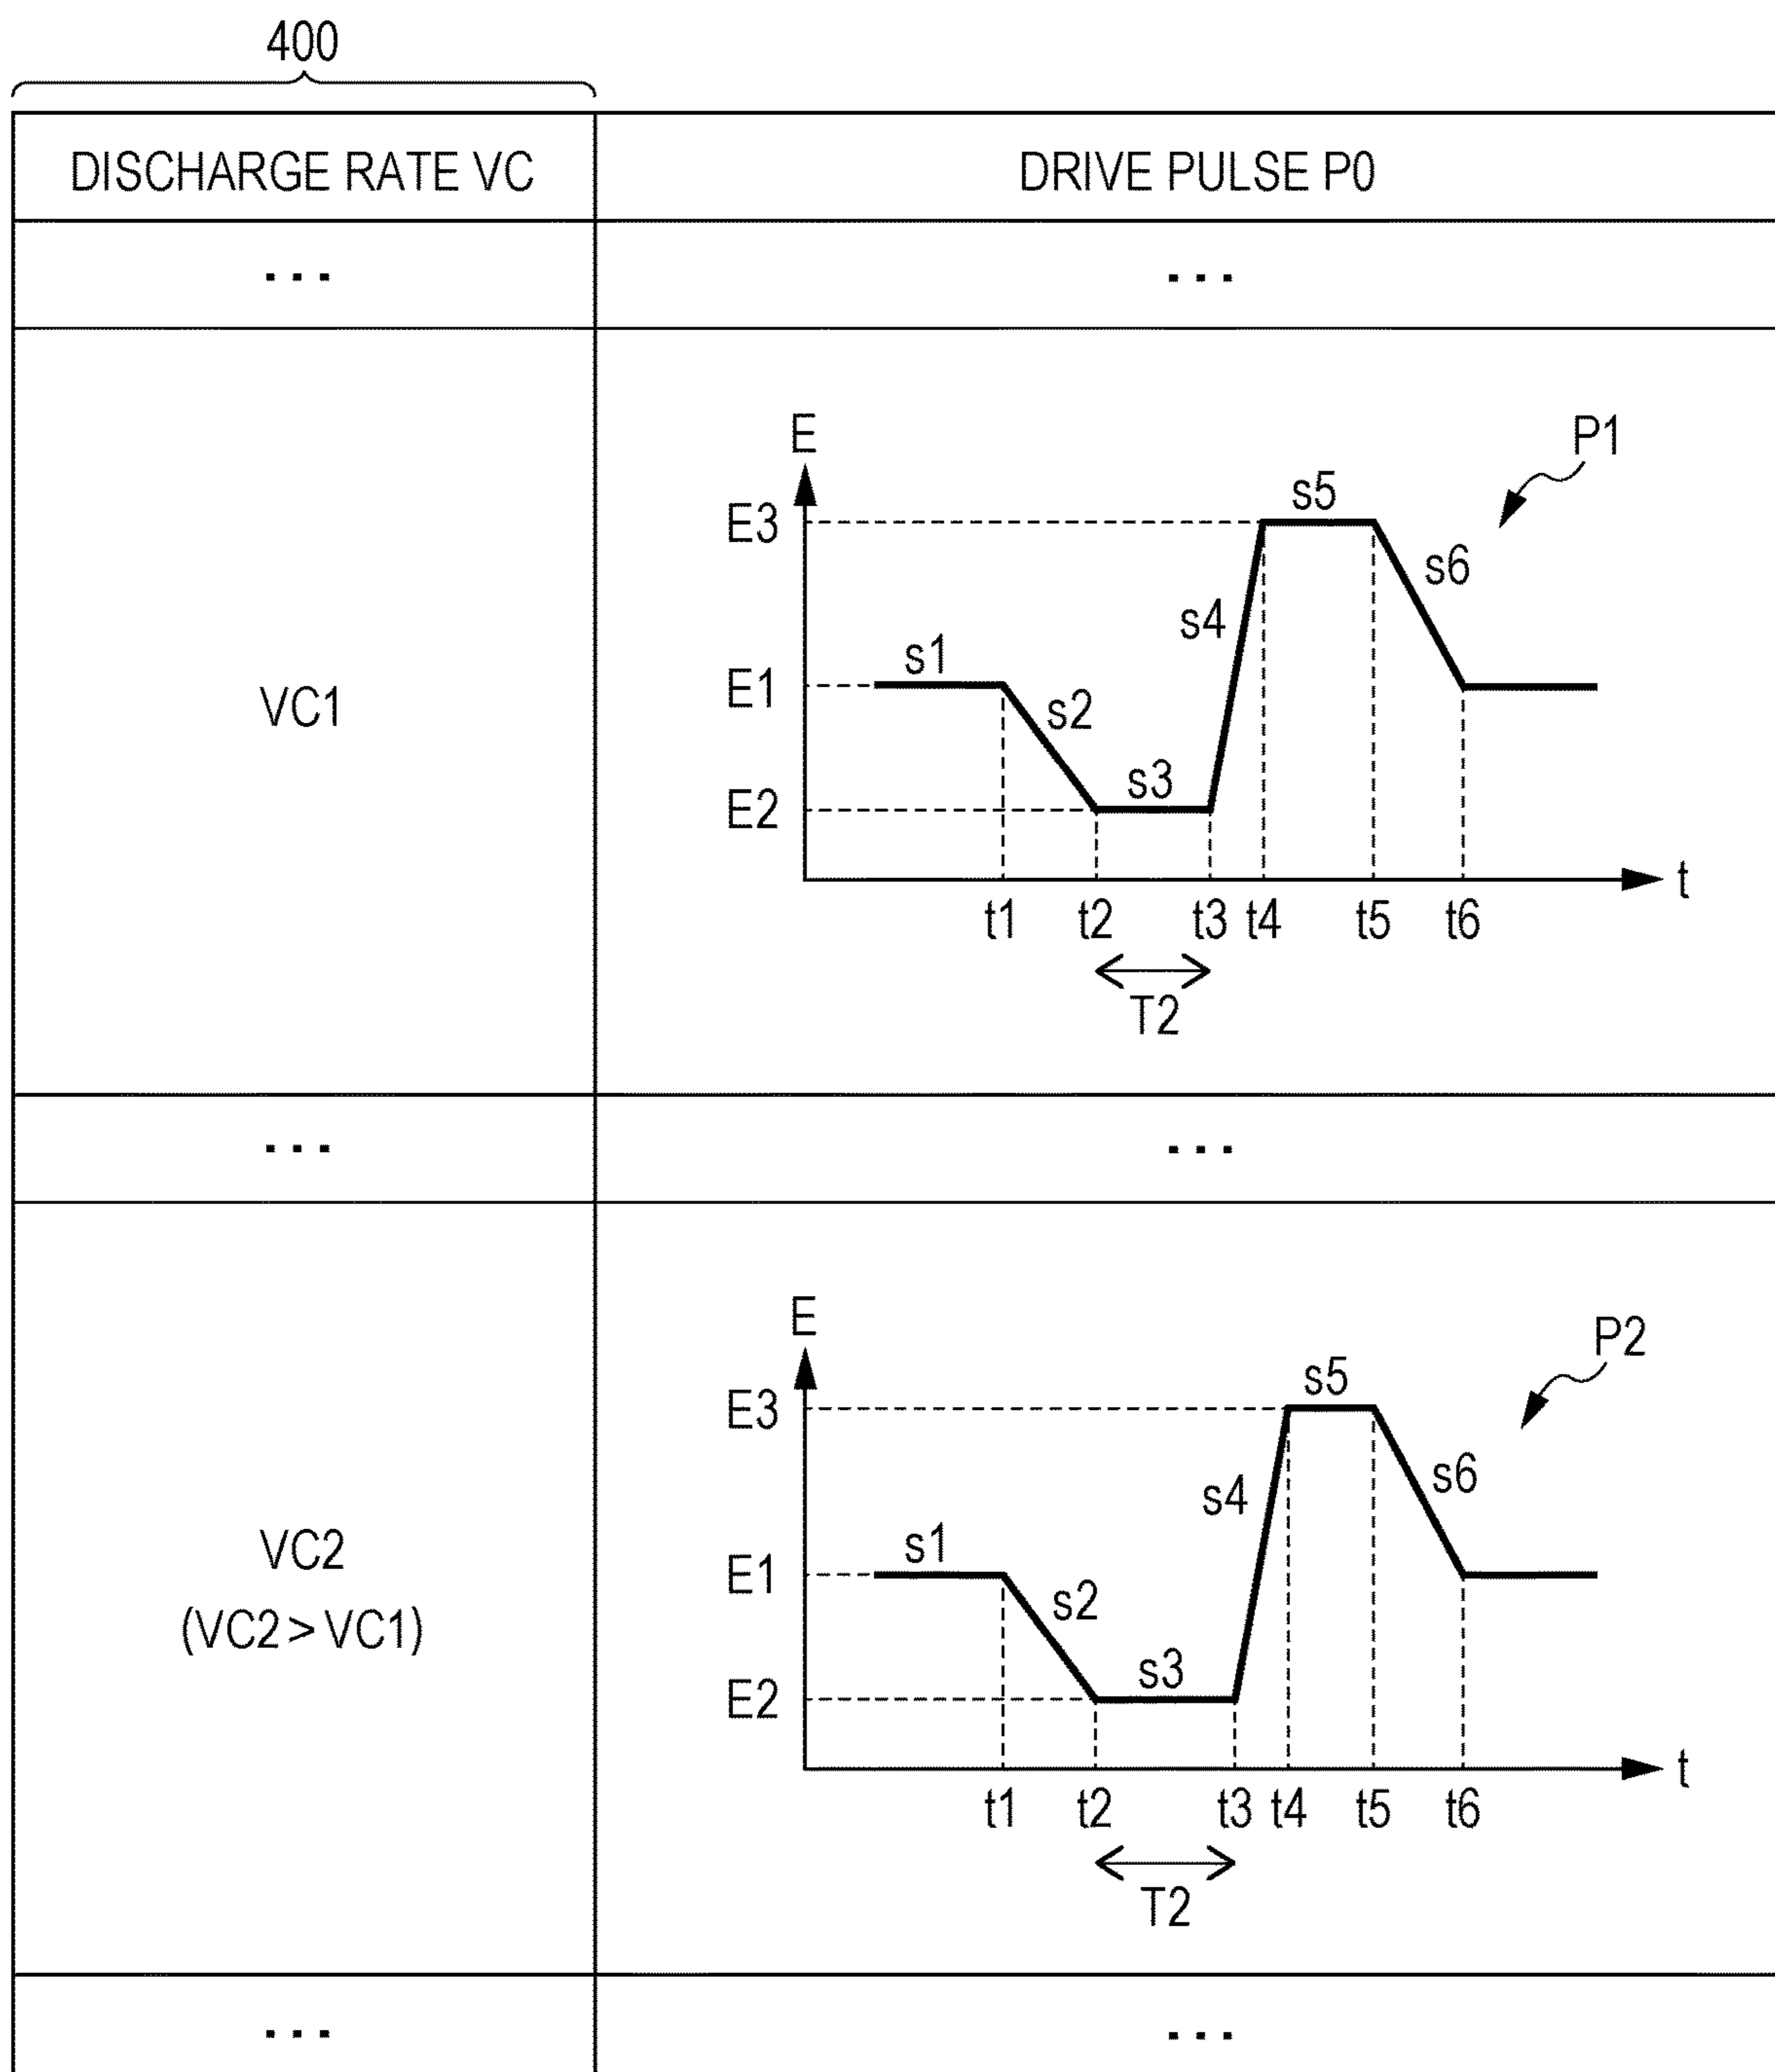 400
DISCHARGE RATE VC
DRIVE PULSE P0
...
...
VC1
E
P1
E3
s5
s6
s4
E1
s1
s2
E2
s3
t
t1 t2 t3 t4 t5 t6
T2
...
...
VC2
(VC2 > VC1)
E
P2
E3
s5
s6
s4
E1
s1
s2
E2
s3
t
t1 t2 t3 t4 t5 t6
T2
...
...